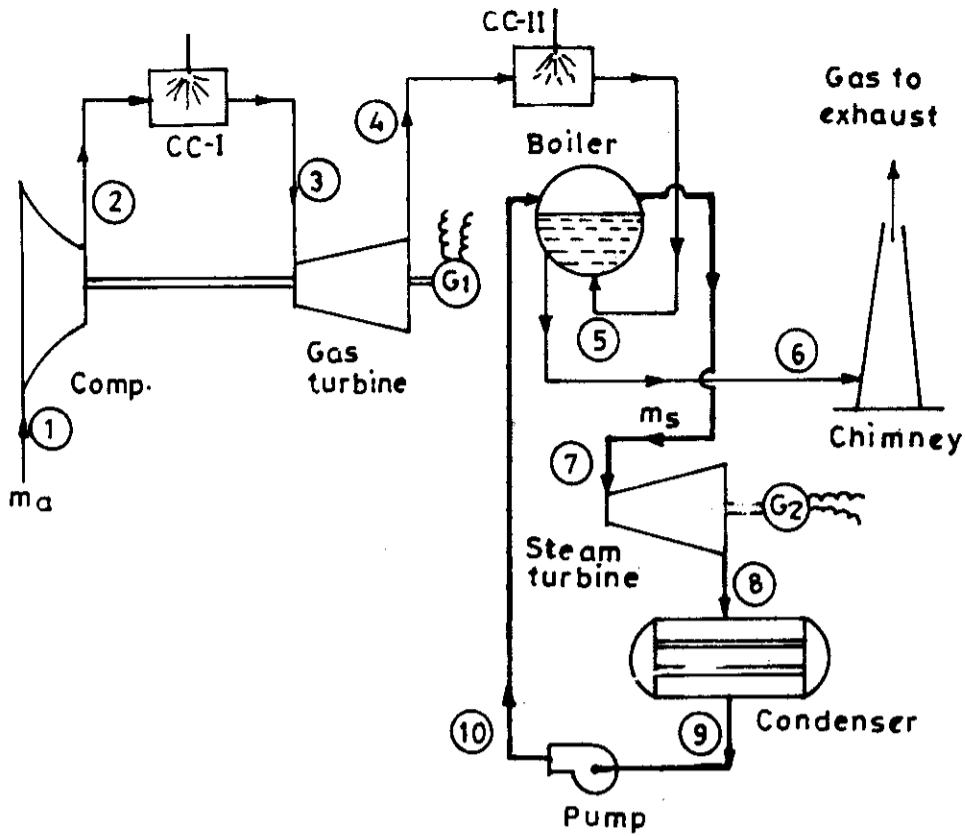 CC-II
CC-I
4
Gas to
exhaust
Boiler
2
3
G1
Gas
turbine
Comp.
5
6
1
ma
ms
Chimney
7
G2
Steam
turbine
8
Condenser
10
9
Pump